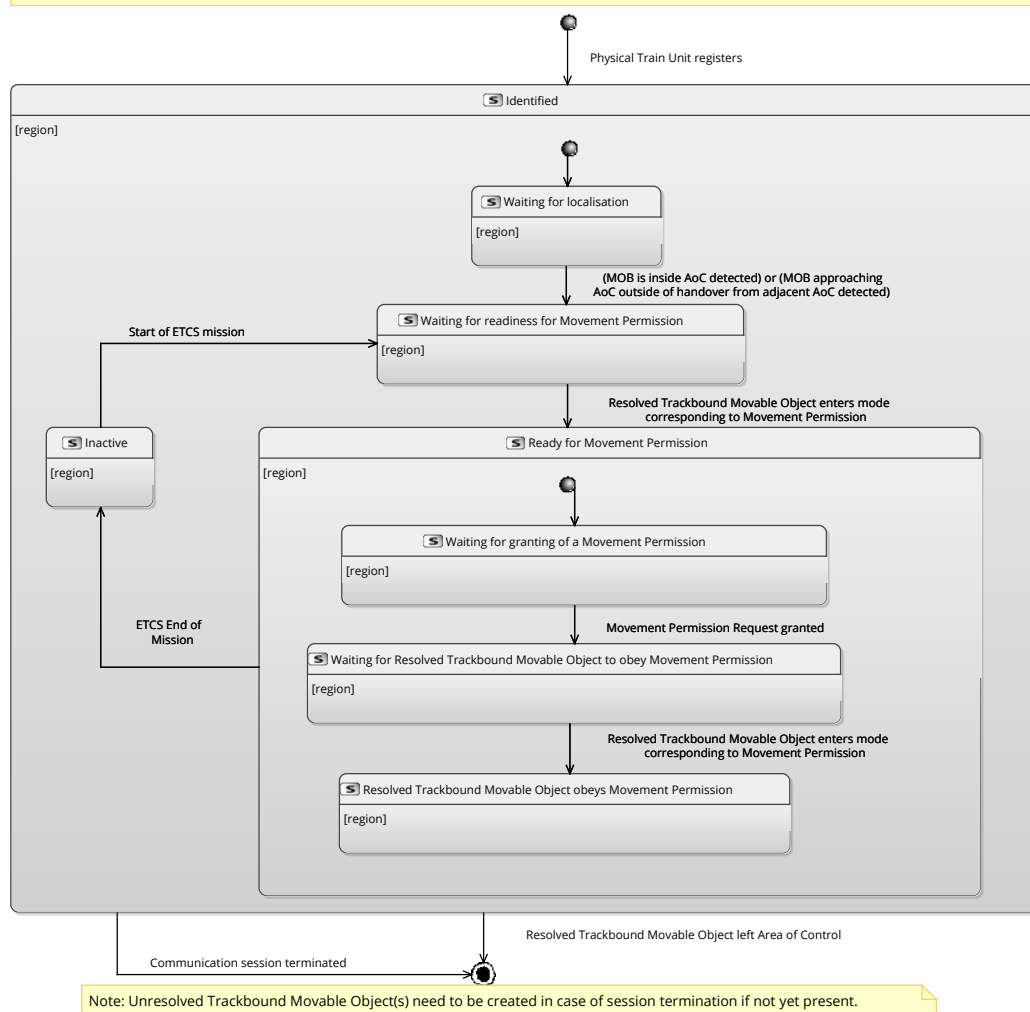 Physical Train Unit registers
S Identified
[region]
S Waiting for localisation
[region]
(MOB is inside AoC detected) or (MOB approaching
AoC outside of handover from adjacent AoC detected)
S Waiting for readiness for Movement Permission
[region]
Start of ETCS mission
Resolved Trackbound Movable Object enters mode
corresponding to Movement Permission
S Inactive
[region]
S Ready for Movement Permission
[region]
S Waiting for granting of a Movement Permission
[region]
ETCS End of
Mission
Movement Permission Request granted
S Waiting for Resolved Trackbound Movable Object to obey Movement Permission
[region]
Resolved Trackbound Movable Object enters mode
corresponding to Movement Permission
S Resolved Trackbound Movable Object obeys Movement Permission
[region]
Resolved Trackbound Movable Object left Area of Control
Communication session terminated
Note: Unresolved Trackbound Movable Object(s) need to be created in case of session termination if not yet present.